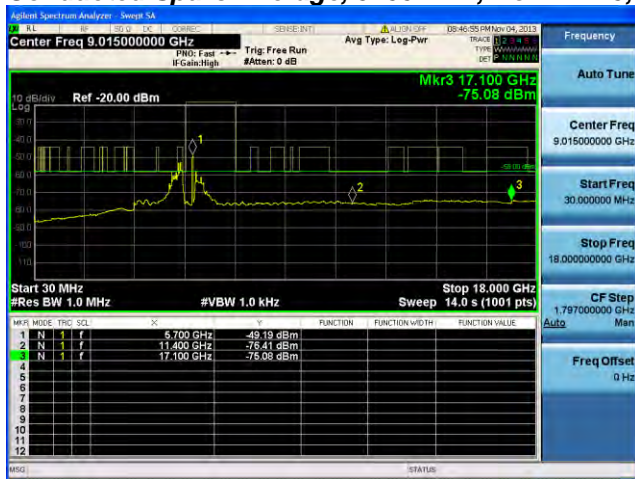 Agilent Spectrum Analyzer - Swept SA
RL RF 50 Ω DC CORREC SENSE:INT ALIGN OFF 08:46:55 PM Nov 04, 2013
Center Freq 9.015000000 GHz
PNO: Fast
IFGain:High
Trig: Free Run
#Atten: 0 dB
Avg Type: Log-Pwr
TRACE 1 2 3 4 5 6
TYPE
DET P N N N N N
Mkr3 17.100 GHz
-75.08 dBm
10 dB/div
Log
Ref -20.00 dBm
1
2
3
Start 30 MHz
Stop 18.000 GHz
#Res BW 1.0 MHz
#VBW 1.0 kHz
Sweep 14.0 s (1001 pts)
MKR MODE TRC SCL X Y FUNCTION FUNCTION WIDTH FUNCTION VALUE
1 N 1 f 5.700 GHz -49.19 dBm
2 N 1 f 11.400 GHz -76.41 dBm
3 N 1 f 17.100 GHz -75.08 dBm
4
5
6
7
8
9
10
11
12
MSG
STATUS
Frequency
Auto Tune
Center Freq
9.015000000 GHz
Start Freq
30.000000 MHz
Stop Freq
18.000000000 GHz
CF Step
1.797000000 GHz
Auto Man
Freq Offset
0 Hz